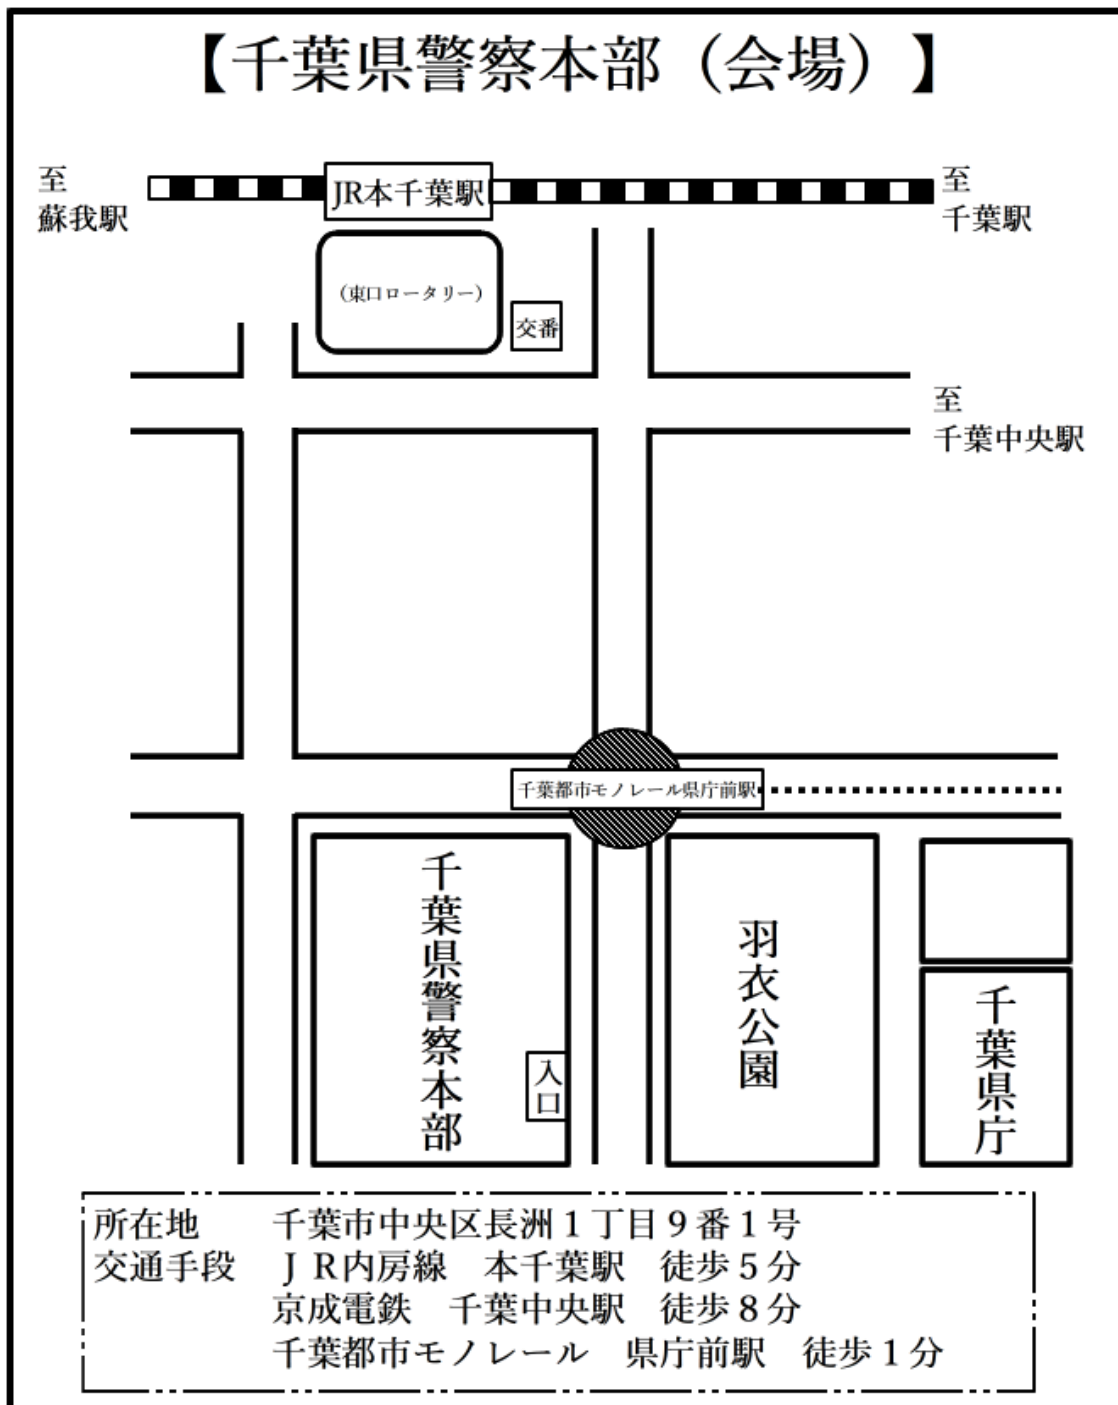 【千葉県警察本部（会場）】
至
蘇我駅
JR本千葉駅
至
千葉駅
（東口ロータリー）
交番
至
千葉中央駅
千葉都市モノレール県庁前駅
千葉県警察本部
入口
羽衣公園
千葉県庁
所在地　　千葉市中央区長洲１丁目９番１号
交通手段　ＪＲ内房線　本千葉駅　徒歩５分
京成電鉄　千葉中央駅　徒歩８分
千葉都市モノレール　県庁前駅　徒歩１分